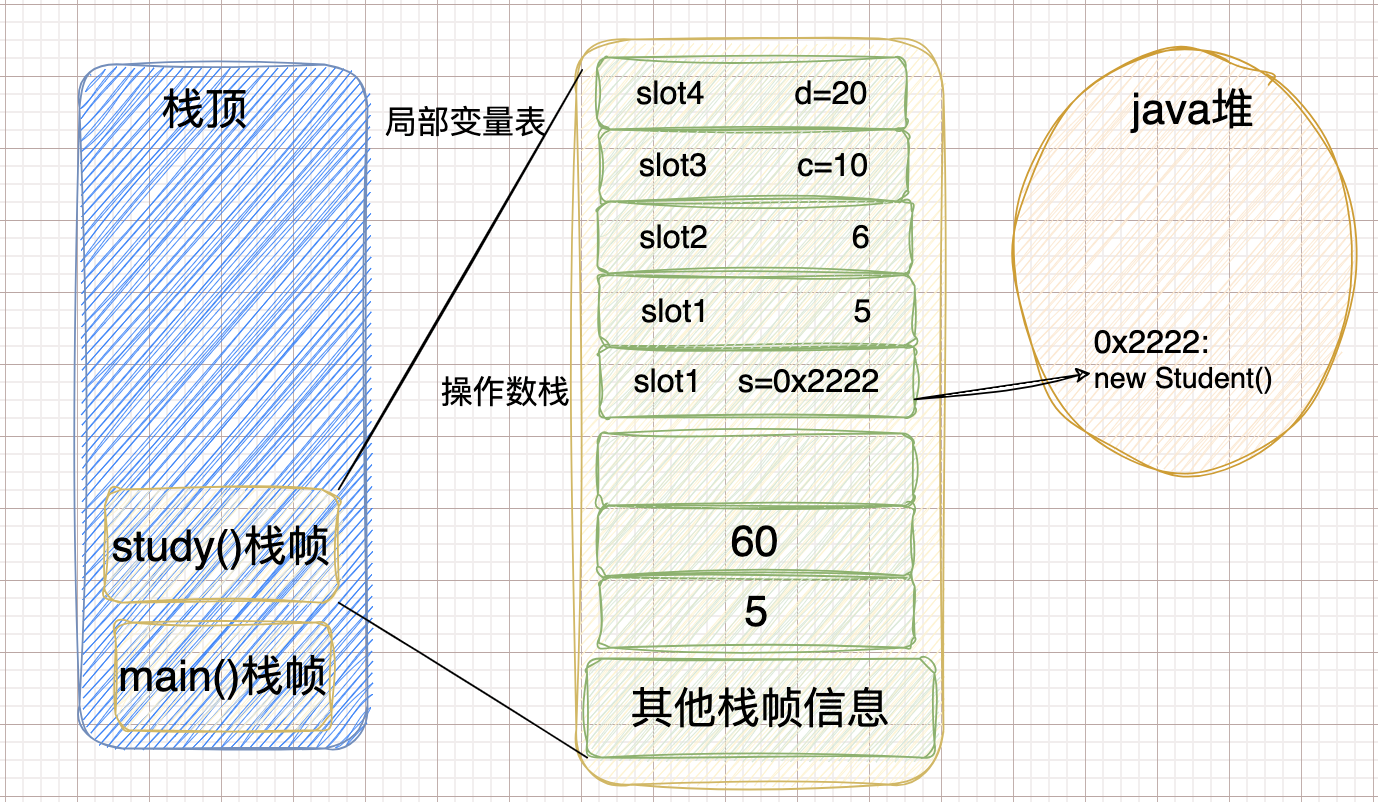 栈顶
study()栈帧
main()栈帧
局部变量表
操作数栈
slot4 d=20
slot3 c=10
slot2 6
slot1 5
slot1 s=0x2222
60
5
其他栈帧信息
java堆
0x2222:
new Student()